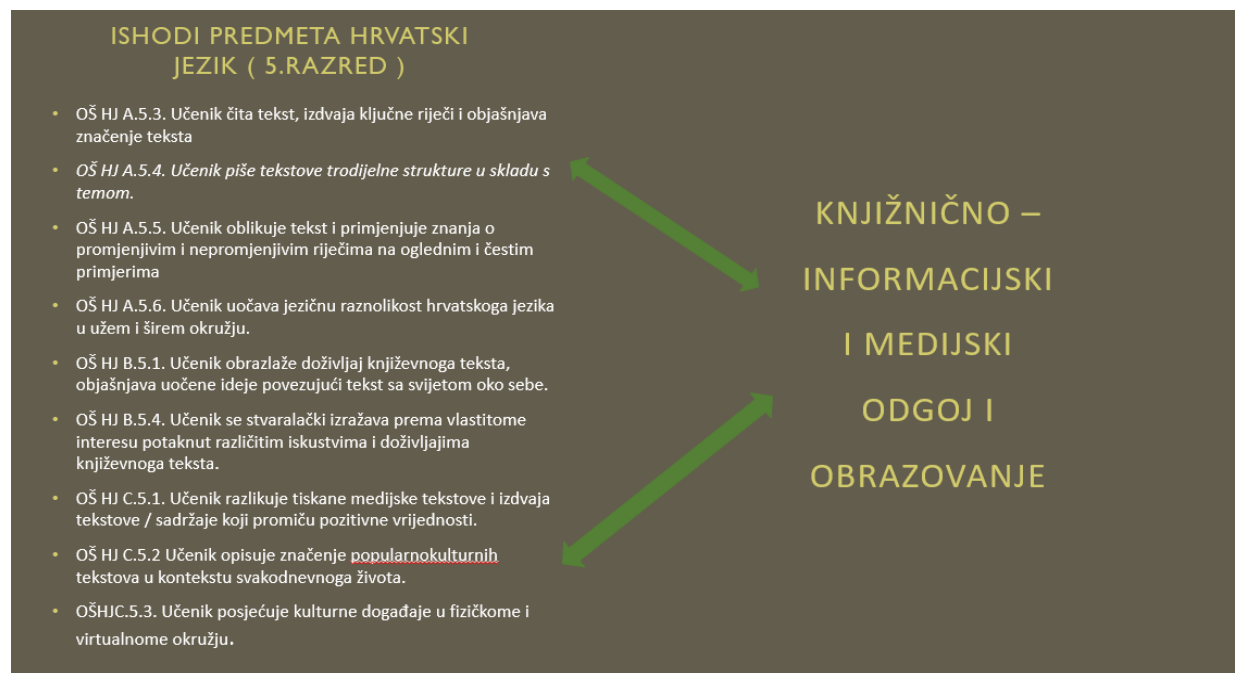 ISHODI PREDMETA HRVATSKI
JEZIK ( 5.RAZRED )
• OŠ HJ A.5.3. Učenik čita tekst, izdvaja ključne riječi i objašnjava
značenje teksta
• OŠ HJ A.5.4. Učenik piše tekstove trodijelne strukture u skladu s
temom.
• OŠ HJ A.5.5. Učenik oblikuje tekst i primjenjuje znanja o
promjenjivim i nepromjenjivim riječima na oglednim i čestim
primjerima
• OŠ HJ A.5.6. Učenik uočava jezičnu raznolikost hrvatskoga jezika
u užem i širem okružju.
• OŠ HJ B.5.1. Učenik obrazlaže doživljaj književnoga teksta,
objašnjava uočene ideje povezujući tekst sa svijetom oko sebe.
• OŠ HJ B.5.4. Učenik se stvaralački izražava prema vlastitome
interesu potaknut različitim iskustvima i doživljajima
književnoga teksta.
• OŠ HJ C.5.1. Učenik razlikuje tiskane medijske tekstove i izdvaja
tekstove / sadržaje koji promiču pozitivne vrijednosti.
• OŠ HJ C.5.2 Učenik opisuje značenje popularnokulturnih
tekstova u kontekstu svakodnevnoga života.
• OŠHJC.5.3. Učenik posjećuje kulturne događaje u fizičkome i
virtualnome okružju.
KNJIŽNIČNO –
INFORMACIJSKI
I MEDIJSKI
ODGOJ I
OBRAZOVANJE